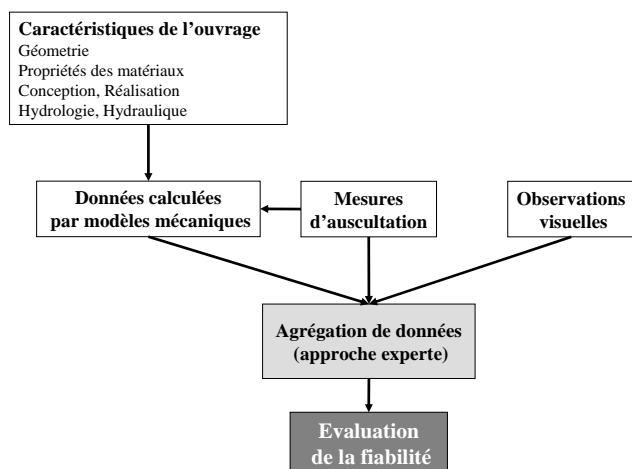 Caractéristiques de l'ouvrage
Géometrie
Propriétés des matériaux
Conception, Réalisation
Hydrologie, Hydraulique
Données calculées
par modèles mécaniques
Mesures
d'auscultation
Observations
visuelles
Agrégation de données
(approche experte)
Evaluation
de la fiabilité